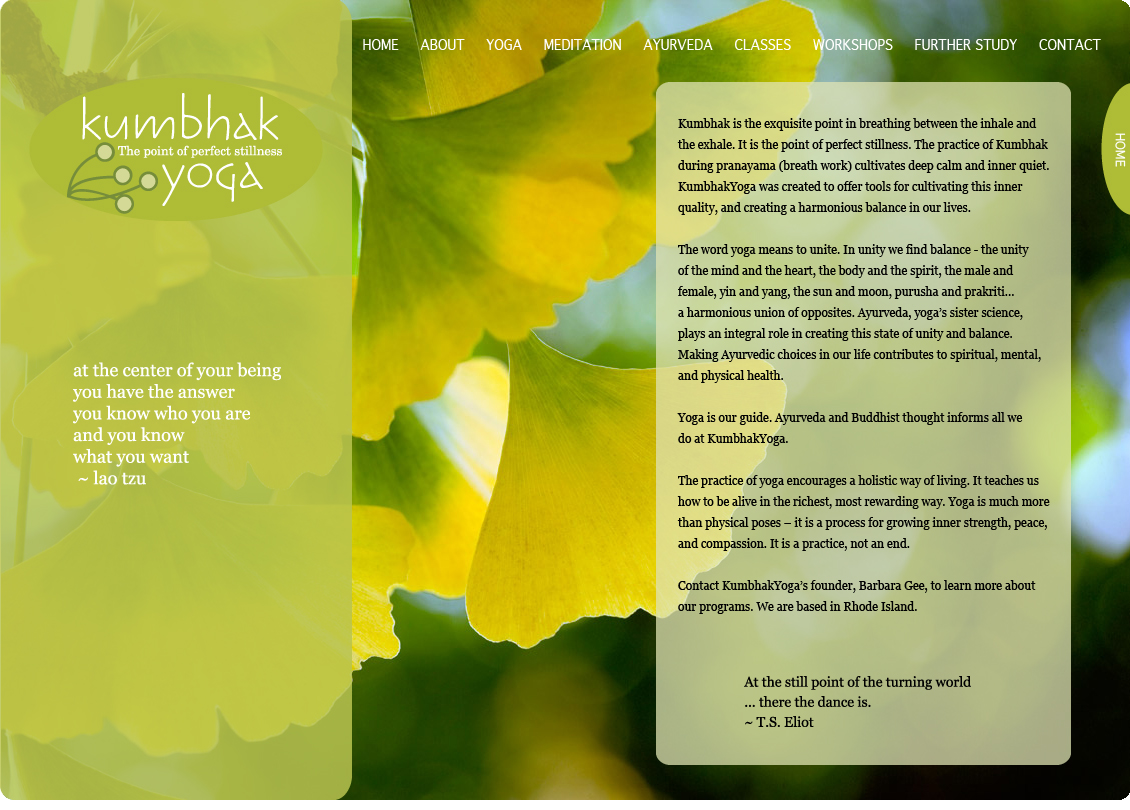 HOME ABOUT YOGA MEDITATION AYURVEDA CLASSES WORKSHOPS FURTHER STUDY CONTACT
kumbhak
The point of perfect stillness
yoga
at the center of your being
you have the answer
you know who you are
and you know
what you want
~ lao tzu
Kumbhak is the exquisite point in breathing between the inhale and
the exhale. It is the point of perfect stillness. The practice of Kumbhak
during pranayama (breath work) cultivates deep calm and inner quiet.
KumbhakYoga was created to offer tools for cultivating this inner
quality, and creating a harmonious balance in our lives.
The word yoga means to unite. In unity we find balance - the unity
of the mind and the heart, the body and the spirit, the male and
female, yin and yang, the sun and moon, purusha and prakriti...
a harmonious union of opposites. Ayurveda, yoga’s sister science,
plays an integral role in creating this state of unity and balance.
Making Ayurvedic choices in our life contributes to spiritual, mental,
and physical health.
Yoga is our guide. Ayurveda and Buddhist thought informs all we
do at KumbhakYoga.
The practice of yoga encourages a holistic way of living. It teaches us
how to be alive in the richest, most rewarding way. Yoga is much more
than physical poses – it is a process for growing inner strength, peace,
and compassion. It is a practice, not an end.
Contact KumbhakYoga’s founder, Barbara Gee, to learn more about
our programs. We are based in Rhode Island.
At the still point of the turning world
... there the dance is.
~ T.S. Eliot
HOME